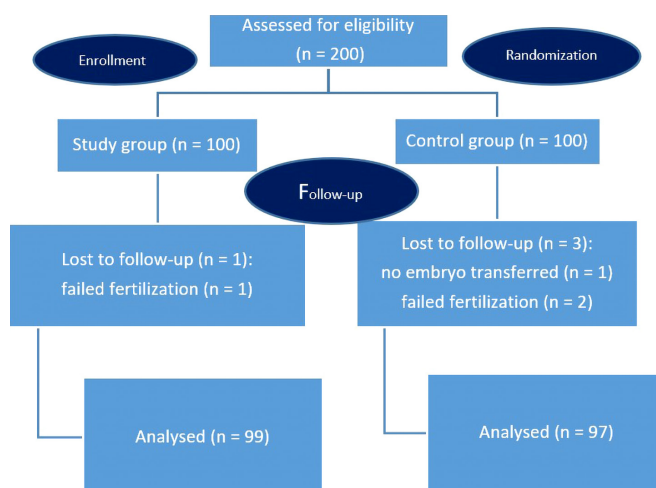 Assessed for eligibility
(n = 200)
Enrollment
Randomization
Study group (n = 100)
Control group (n = 100)
Follow-up
Lost to follow-up (n = 1):
failed fertilization (n = 1)
Lost to follow-up (n = 3):
no embryo transferred (n = 1)
failed fertilization (n = 2)
Analysed (n = 99)
Analysed (n = 97)